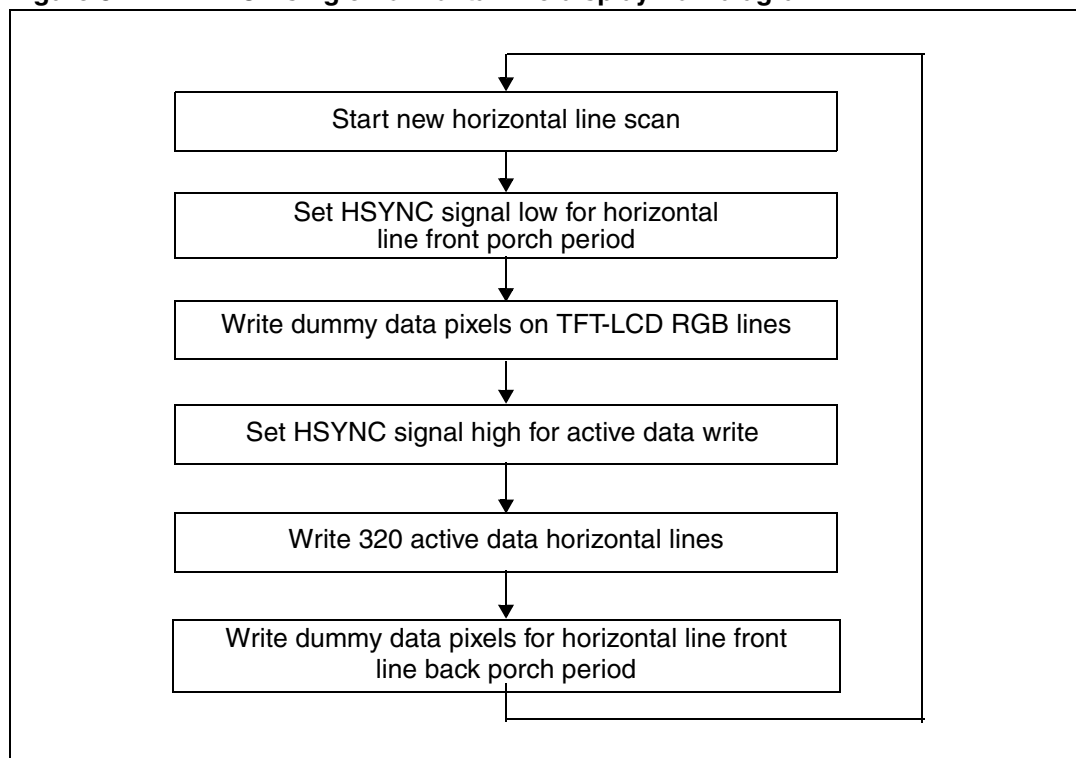 Start new horizontal line scan
Set HSYNC signal low for horizontal
line front porch period
Write dummy data pixels on TFT-LCD RGB lines
Set HSYNC signal high for active data write
Write 320 active data horizontal lines
Write dummy data pixels for horizontal line front
line back porch period